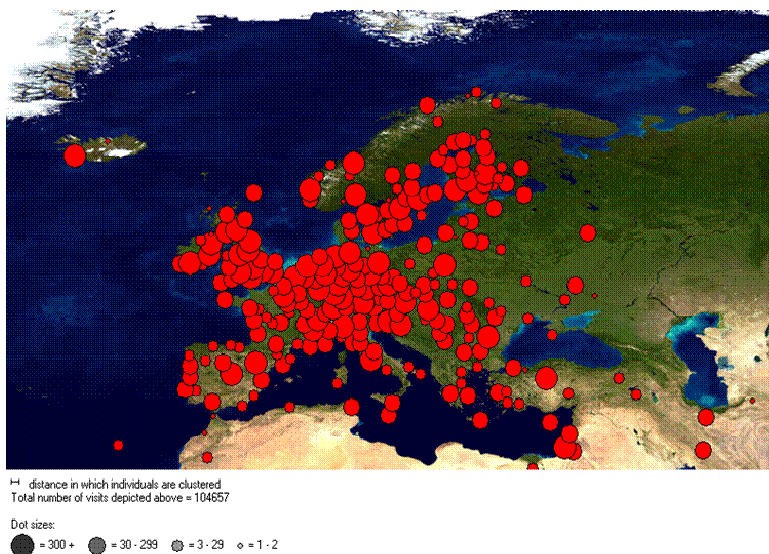 distance in which individuals are clustered
Total number of visits depicted above = 104657
Dot sizes:
= 300 + = 30 - 299 = 3 - 29 = 1 - 2